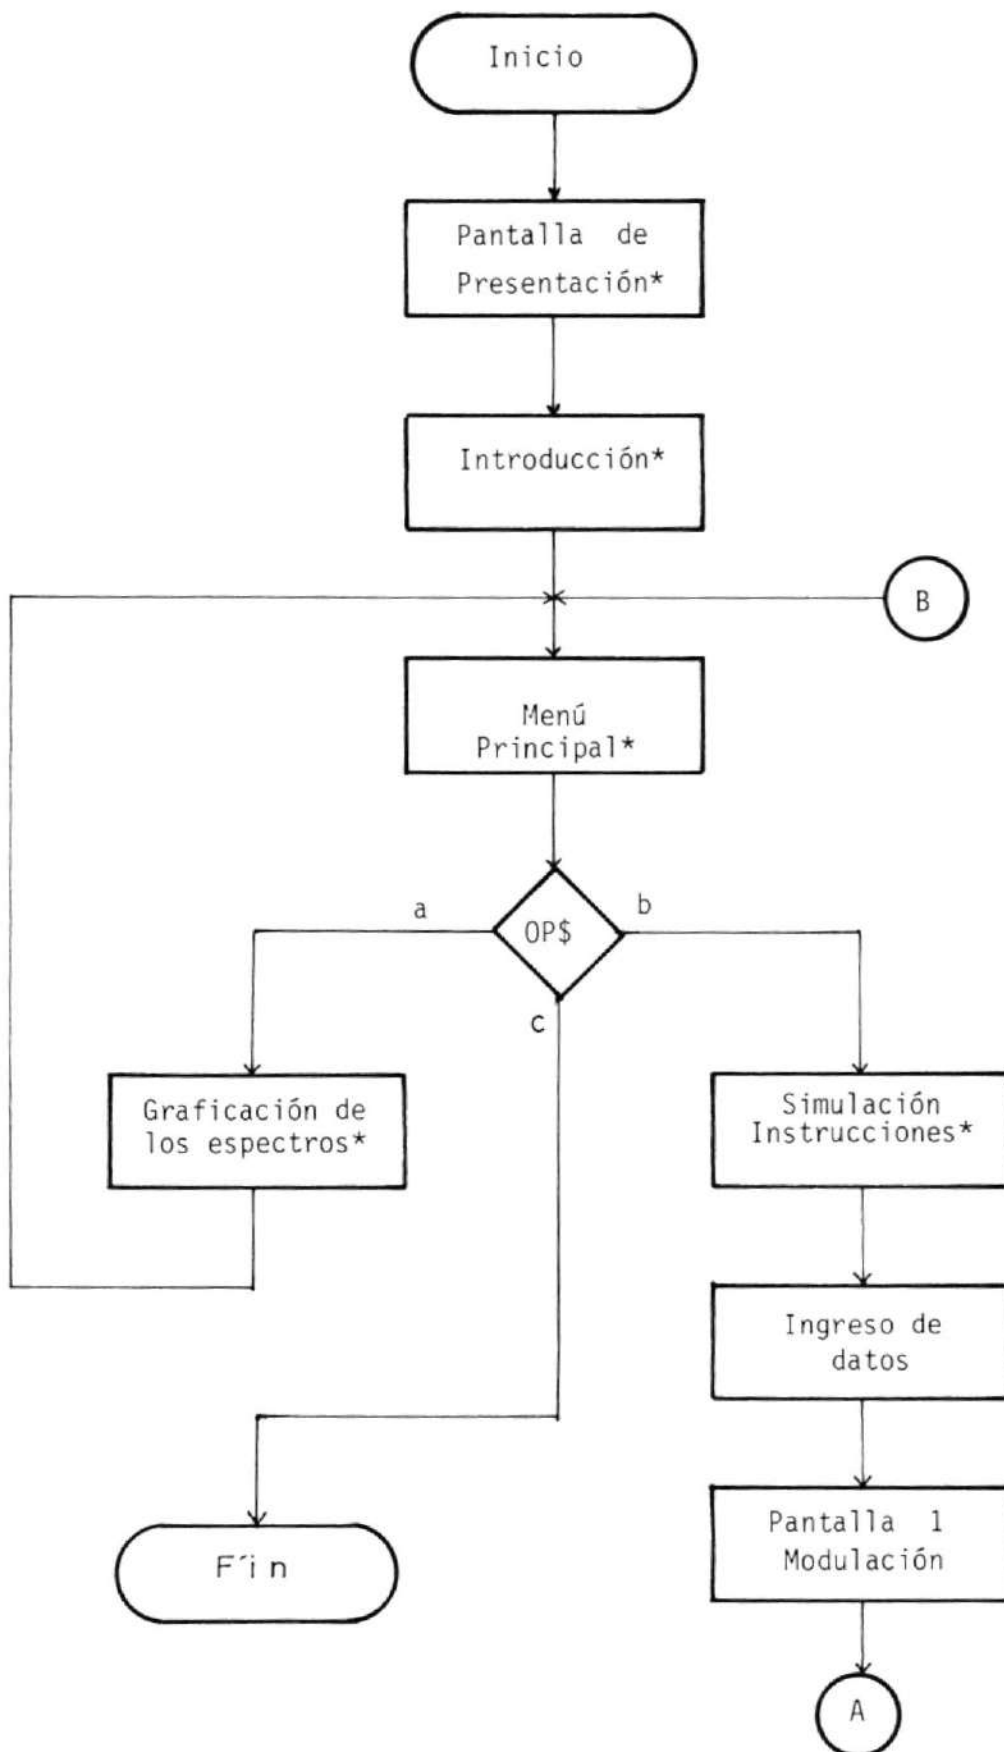 Inicio
Pantalla de
Presentación*
Introducción*
B
Menú
Principal*
a
OP$
b
c
Graficación de
los espectros*
Simulación
Instrucciones*
Ingreso de
datos
Fin
Pantalla 1
Modulación
A